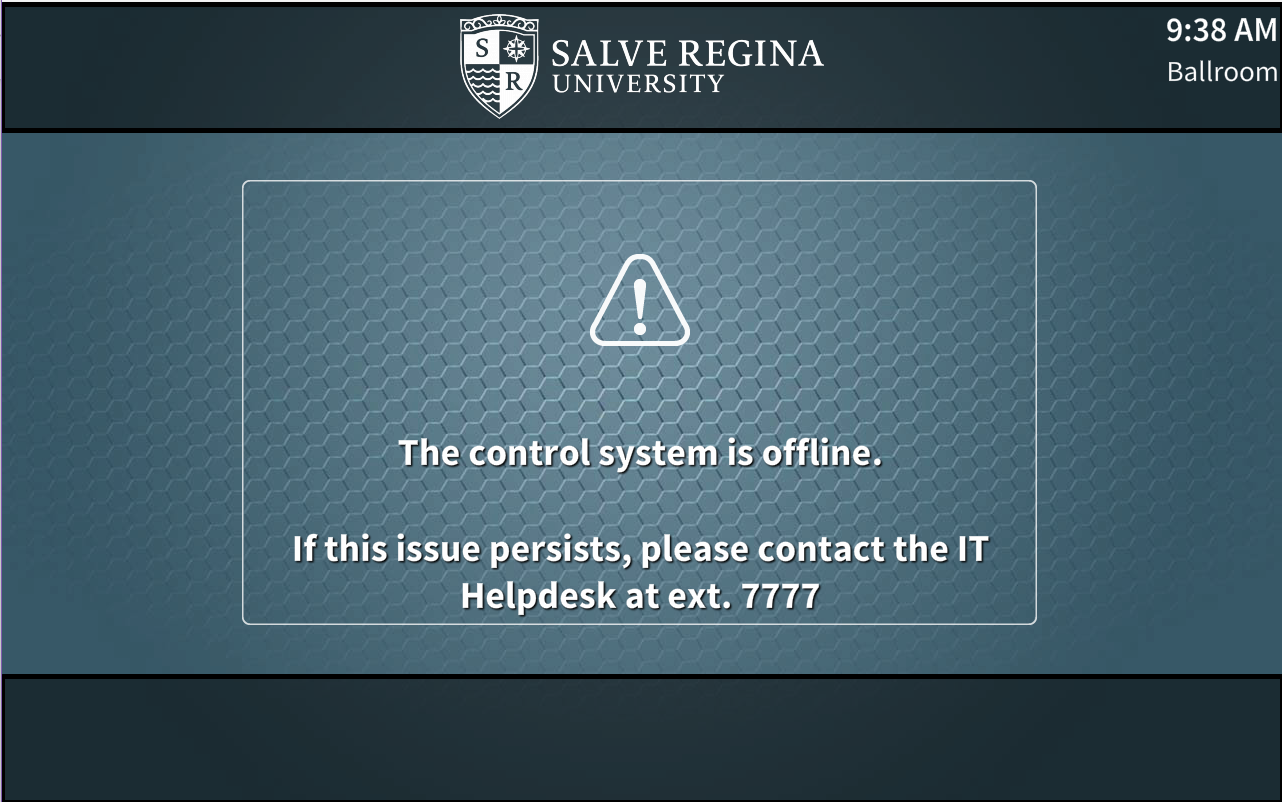 S
R
SALVE REGINA
UNIVERSITY
9:38 AM
Ballroom
The control system is offline.
If this issue persists, please contact the IT
Helpdesk at ext. 7777